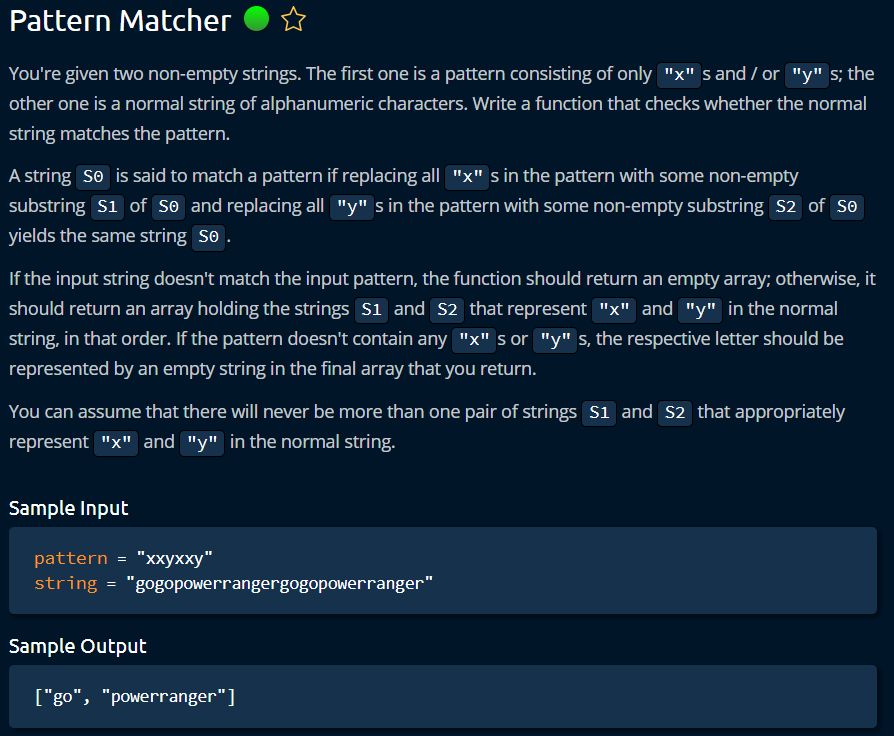 Pattern Matcher
You're given two non-empty strings. The first one is a pattern consisting of only "x" s and / or "y" s; the
other one is a normal string of alphanumeric characters. Write a function that checks whether the normal
string matches the pattern.
A string S0 is said to match a pattern if replacing all "x" s in the pattern with some non-empty
substring S1 of S0 and replacing all "y" s in the pattern with some non-empty substring S2 of S0
yields the same string S0 .
If the input string doesn't match the input pattern, the function should return an empty array; otherwise, it
should return an array holding the strings S1 and S2 that represent "x" and "y" in the normal
string, in that order. If the pattern doesn't contain any "x" s or "y" s, the respective letter should be
represented by an empty string in the final array that you return.
You can assume that there will never be more than one pair of strings S1 and S2 that appropriately
represent "x" and "y" in the normal string.
Sample Input
pattern = "xxyxxy"
string = "gogopowerrangergogopowerranger"
Sample Output
["go", "powerranger"]